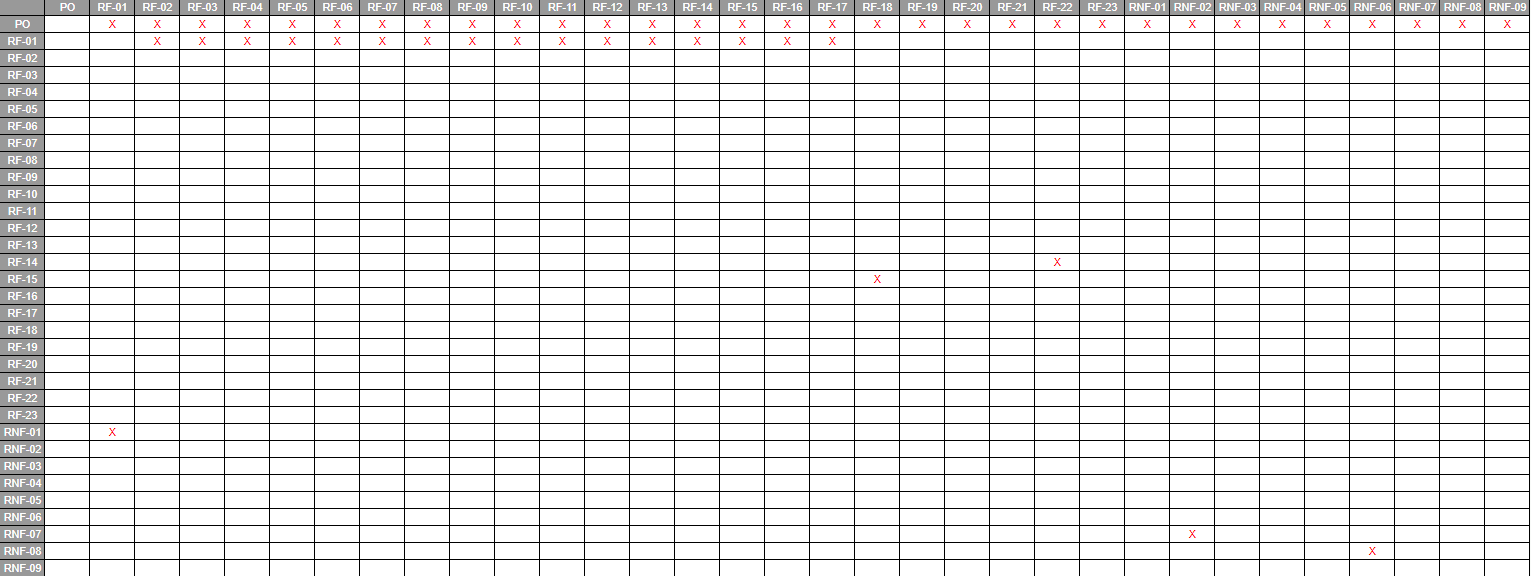 PO RF-01 RF-02 RF-03 RF-04 RF-05 RF-06 RF-07 RF-08 RF-09 RF-10 RF-11 RF-12 RF-13 RF-14 RF-15 RF-16 RF-17 RF-18 RF-19 RF-20 RF-21 RF-22 RF-23 RNF-01 RNF-02 RNF-03 RNF-04 RNF-05 RNF-06 RNF-07 RNF-08 RNF-09
PO X X X X X X X X X X X X X X X X X X X X X X X X X X X X X X X X
RF-01 X X X X X X X X X X X X X X X X
RF-02
RF-03
RF-04
RF-05
RF-06
RF-07
RF-08
RF-09
RF-10
RF-11
RF-12
RF-13
RF-14 X
RF-15 X
RF-16
RF-17
RF-18
RF-19
RF-20
RF-21
RF-22
RF-23
RNF-01 X
RNF-02
RNF-03
RNF-04
RNF-05
RNF-06
RNF-07 X
RNF-08 X
RNF-09